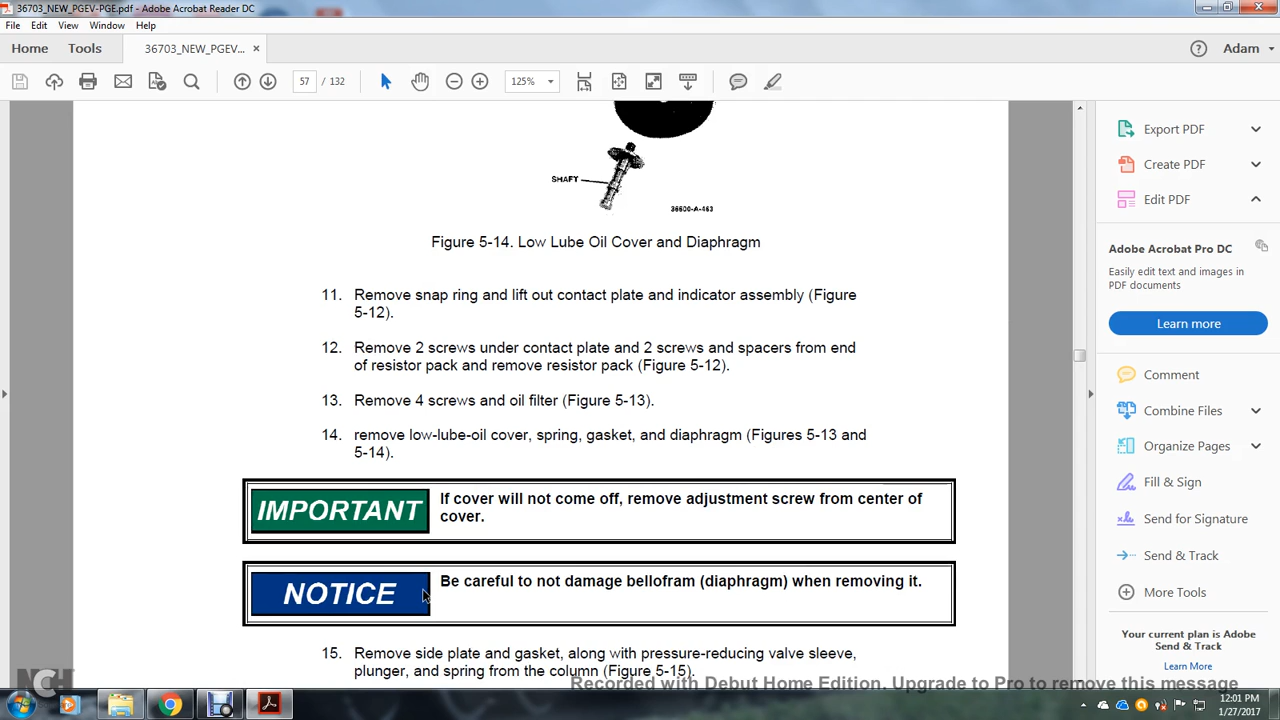 36703_NEW_PGEV-PGE.pdf - Adobe Acrobat Reader DC
File Edit View Window Help
Home Tools 36703_NEW_PGEV-... × Adam
57 / 132 125%
SHAFT
36600-A-463
Figure 5-14. Low Lube Oil Cover and Diaphragm
11. Remove snap ring and lift out contact plate and indicator assembly (Figure
5-12).
12. Remove 2 screws under contact plate and 2 screws and spacers from end
of resistor pack and remove resistor pack (Figure 5-12).
13. Remove 4 screws and oil filter (Figure 5-13).
14. remove low-lube-oil cover, spring, gasket, and diaphragm (Figures 5-13 and
5-14).
IMPORTANT
If cover will not come off, remove adjustment screw from center of
cover.
NOTICE
Be careful to not damage bellofram (diaphragm) when removing it.
15. Remove side plate and gasket, along with pressure-reducing valve sleeve,
plunger, and spring from the column (Figure 5-15).
Export PDF
Create PDF
Edit PDF
Adobe Acrobat Pro DC
Easily edit text and images in
PDF documents
Learn more
Comment
Combine Files
Organize Pages
Fill & Sign
Send for Signature
Send & Track
More Tools
Your current plan is Adobe
Send & Track
Learn More
NCH
Recorded with Debut Home Edition. Upgrade to Pro to remove this message
12:01 PM
1/27/2017